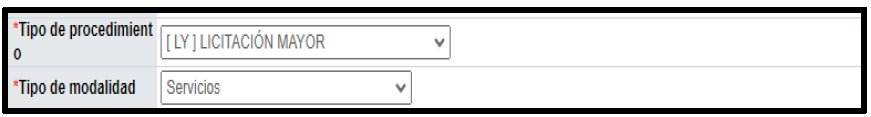 *Tipo de procedimient
o
[ LY ] LICITACIÓN MAYOR
*Tipo de modalidad
Servicios